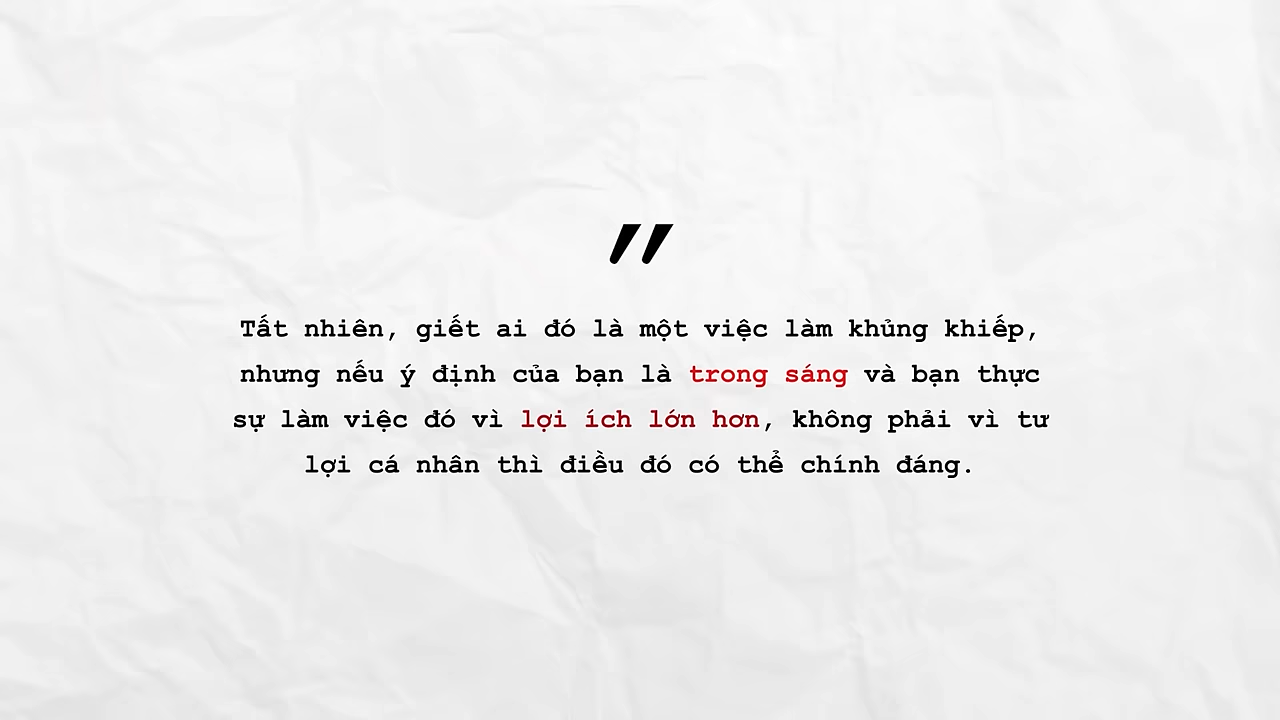 "
Tất nhiên, giết ai đó là một việc làm khủng khiếp,
nhưng nếu ý định của bạn là trong sáng và bạn thực
sự làm việc đó vì lợi ích lớn hơn, không phải vì tư
lợi cá nhân thì điều đó có thể chính đáng.